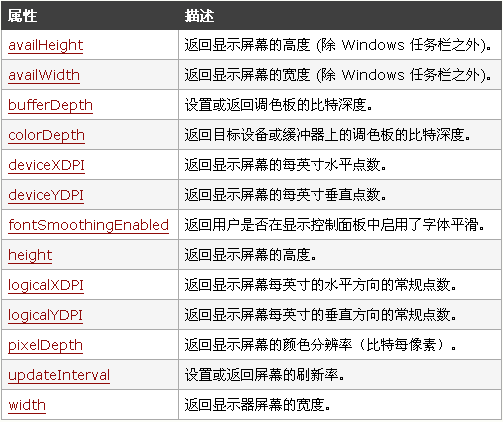 属性 描述
availHeight 返回显示屏幕的高度 (除 Windows 任务栏之外)。
availWidth 返回显示屏幕的宽度 (除 Windows 任务栏之外)。
bufferDepth 设置或返回调色板的比特深度。
colorDepth 返回目标设备或缓冲器上的调色板的比特深度。
deviceXDPI 返回显示屏幕的每英寸水平点数。
deviceYDPI 返回显示屏幕的每英寸垂直点数。
fontSmoothingEnabled 返回用户是否在显示控制面板中启用了字体平滑。
height 返回显示屏幕的高度。
logicalXDPI 返回显示屏幕每英寸的水平方向的常规点数。
logicalYDPI 返回显示屏幕每英寸的垂直方向的常规点数。
pixelDepth 返回显示屏幕的颜色分辨率（比特每像素）。
updateInterval 设置或返回屏幕的刷新率。
width 返回显示器屏幕的宽度。